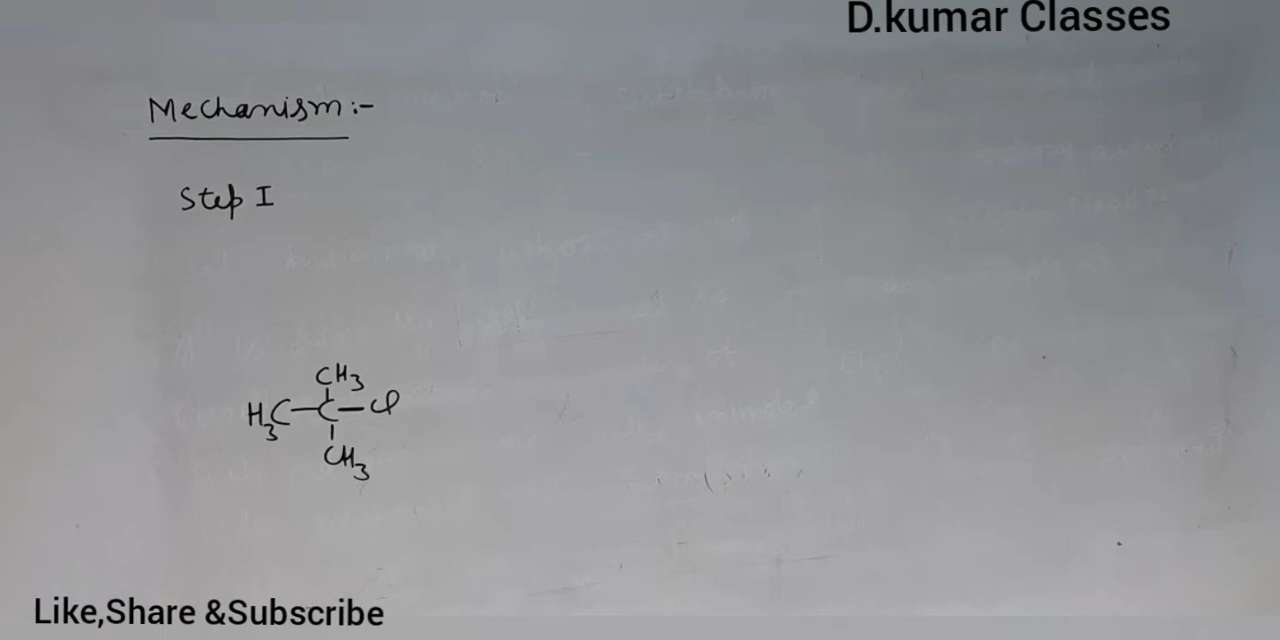 D.kumar Classes
Mechanism:-
Step I
CH3
H3C-C-Cl
CH3
Like,Share &Subscribe